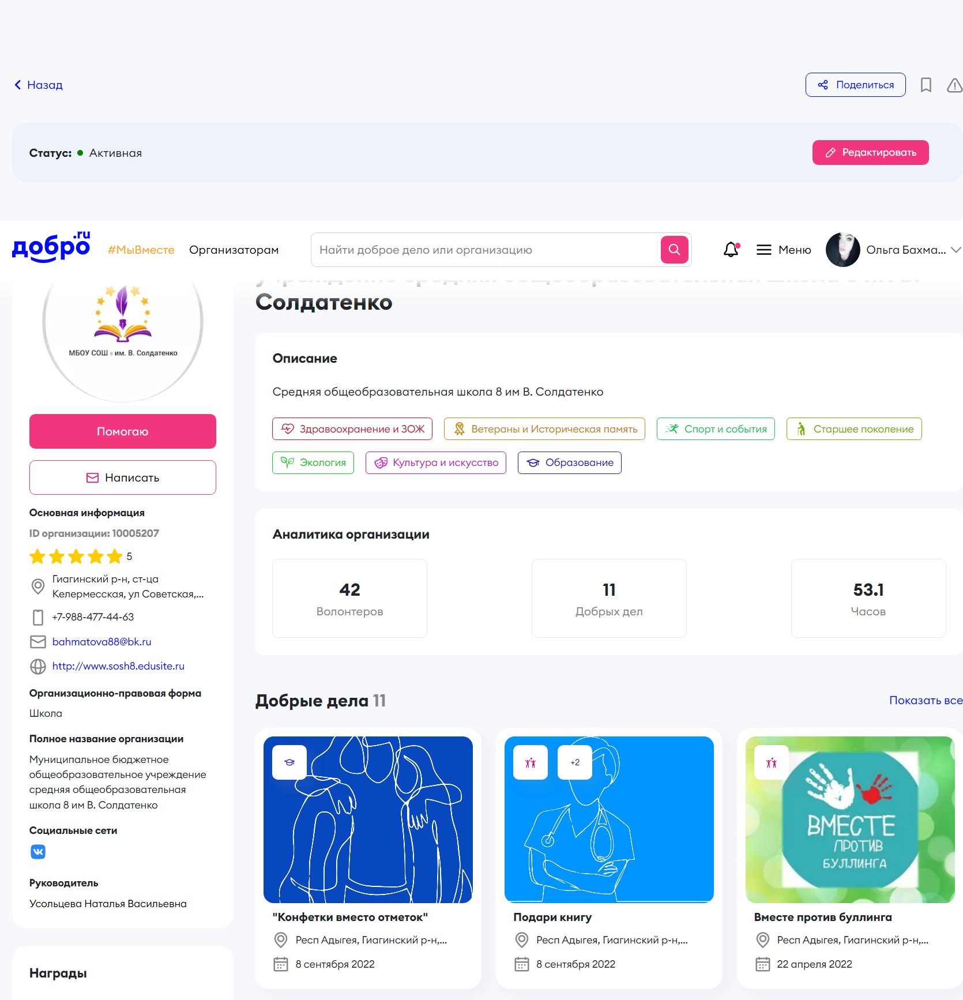 Назад
Поделиться
Статус: Активная
Редактировать
добро.ru
#МыВместе
Организаторам
Найти доброе дело или организацию
Меню
Ольга Бахма...
учреждение средняя общеобразовательная школа 8 им В.
Солдатенко
МБОУ СОШ 8 им. В. Солдатенко
Помогаю
Написать
Основная информация
ID организации: 10005207
5
Гиагинский р-н, ст-ца
Келермесская, ул Советская,...
+7-988-477-44-63
bahmatova88@bk.ru
http://www.sosh8.edusite.ru
Организационно-правовая форма
Школа
Полное название организации
Муниципальное бюджетное
общеобразовательное учреждение
средняя общеобразовательная
школа 8 им В. Солдатенко
Социальные сети
Руководитель
Усольцева Наталья Васильевна
Награды
Описание
Средняя общеобразовательная школа 8 им В. Солдатенко
Здравоохранение и ЗОЖ
Ветераны и Историческая память
Спорт и события
Старшее поколение
Экология
Культура и искусство
Образование
Аналитика организации
42
Волонтеров
11
Добрых дел
53.1
Часов
Добрые дела 11
Показать все
"Конфетки вместо отметок"
Респ Адыгея, Гиагинский р-н,...
8 сентября 2022
+2
Подари книгу
Респ Адыгея, Гиагинский р-н,...
8 сентября 2022
ВМЕСТЕ
ПРОТИВ
БУЛЛИНГА
Вместе против буллинга
Респ Адыгея, Гиагинский р-н,...
22 апреля 2022